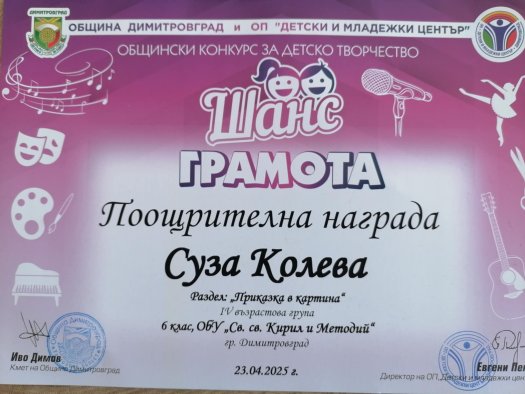 ДИМИТРОВГРАД
ОБЩИНА ДИМИТРОВГРАД и ОП "ДЕТСКИ И МЛАДЕЖКИ ЦЕНТЪР"
ОБЩИНСКИ КОНКУРС ЗА ДЕТСКО ТВОРЧЕСТВО
Шанс
ГРАМОТА
Поощрителна награда
Суза Колева
Раздел: „Приказка в картина“
IV възрастова група
6 клас, ОбУ „Св. св. Кирил и Методий“
гр. Димитровград
Иво Димов
Кмет на Община Димитровград
23.04.2025 г.
Евгени
Директор на ОП „Детски и младежки